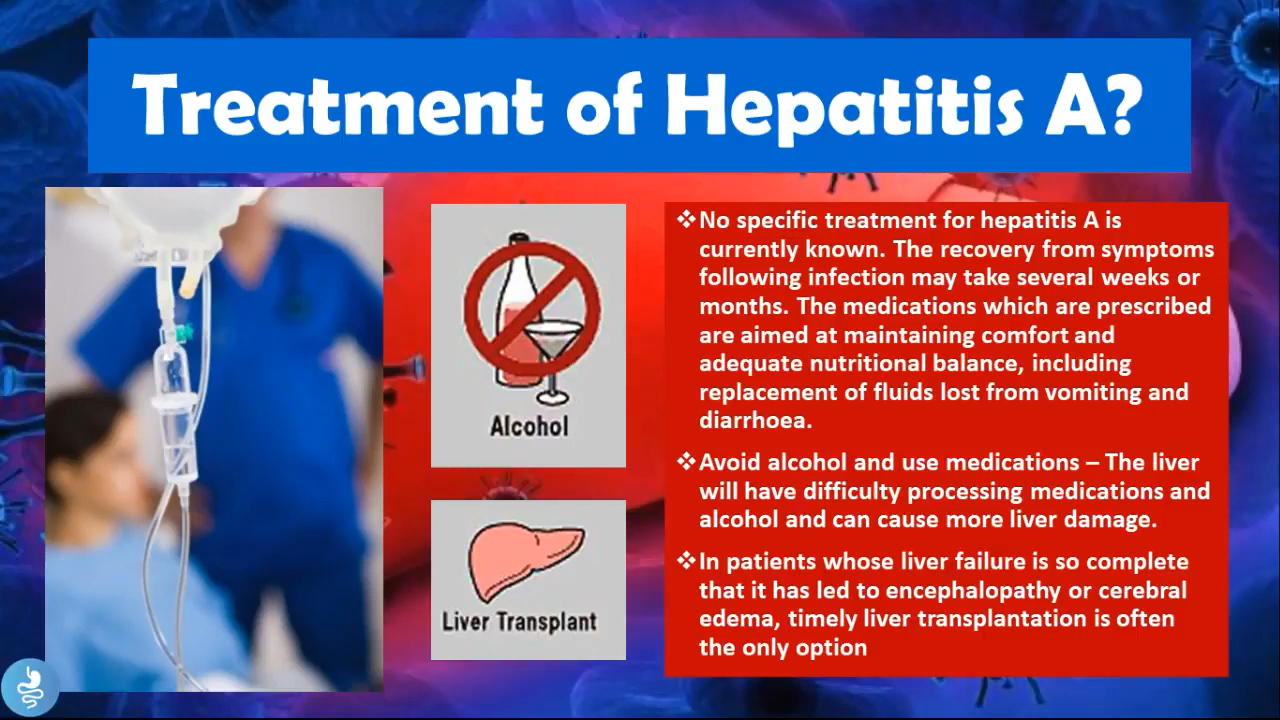 Treatment of Hepatitis A?
Alcohol
Liver Transplant
❖No specific treatment for hepatitis A is
currently known. The recovery from symptoms
following infection may take several weeks or
months. The medications which are prescribed
are aimed at maintaining comfort and
adequate nutritional balance, including
replacement of fluids lost from vomiting and
diarrhoea.
❖Avoid alcohol and use medications – The liver
will have difficulty processing medications and
alcohol and can cause more liver damage.
❖In patients whose liver failure is so complete
that it has led to encephalopathy or cerebral
edema, timely liver transplantation is often
the only option